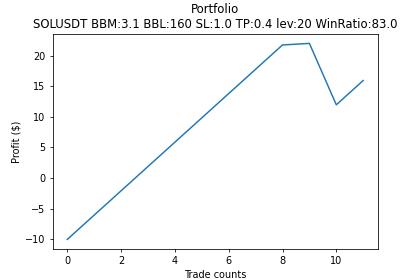 Portfolio
SOLUSDT BBM:3.1 BBL:160 SL:1.0 TP:0.4 lev:20 WinRatio:83.0
20
15
10
5
0
−5
−10
Profit ($)
0 2 4 6 8 10
Trade counts